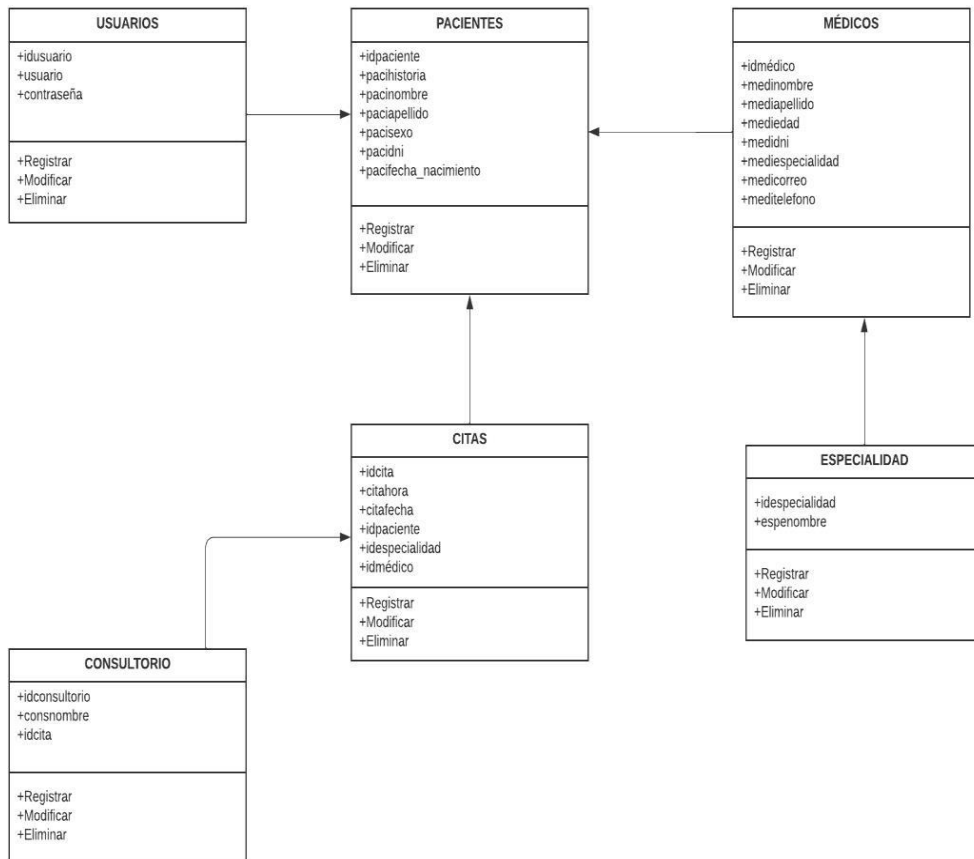 USUARIOS
+idusuario
+usuario
+contraseña
+Registrar
+Modificar
+Eliminar
PACIENTES
+idpaciente
+pacihistoria
+pacinombre
+paciapellido
+pacisexo
+pacidni
+pacifecha_nacimiento
+Registrar
+Modificar
+Eliminar
MÉDICOS
+idmédico
+medinombre
+mediapellido
+mediedad
+medidni
+mediespecialidad
+medicorreo
+meditelefono
+Registrar
+Modificar
+Eliminar
CITAS
+idcita
+citahora
+citafecha
+idpaciente
+idespecialidad
+idmédico
+Registrar
+Modificar
+Eliminar
ESPECIALIDAD
+idespecialidad
+espenombre
+Registrar
+Modificar
+Eliminar
CONSULTORIO
+idconsultorio
+consnombre
+idcita
+Registrar
+Modificar
+Eliminar